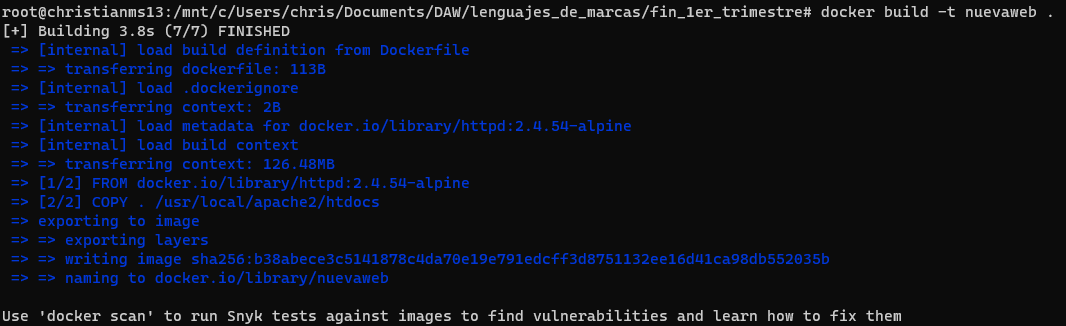 root@christianms13:/mnt/c/Users/chris/Documents/DAW/lenguajes_de_marcas/fin_1er_trimestre# docker build -t nuevaweb .
[+] Building 3.8s (7/7) FINISHED
=> [internal] load build definition from Dockerfile
=> => transferring dockerfile: 113B
=> [internal] load .dockerignore
=> => transferring context: 2B
=> [internal] load metadata for docker.io/library/httpd:2.4.54-alpine
=> [internal] load build context
=> => transferring context: 126.48MB
=> [1/2] FROM docker.io/library/httpd:2.4.54-alpine
=> [2/2] COPY . /usr/local/apache2/htdocs
=> exporting to image
=> => exporting layers
=> => writing image sha256:b38abece3c5141878c4da70e19e791edcff3d8751132ee16d41ca98db552035b
=> => naming to docker.io/library/nuevaweb
Use 'docker scan' to run Snyk tests against images to find vulnerabilities and learn how to fix them